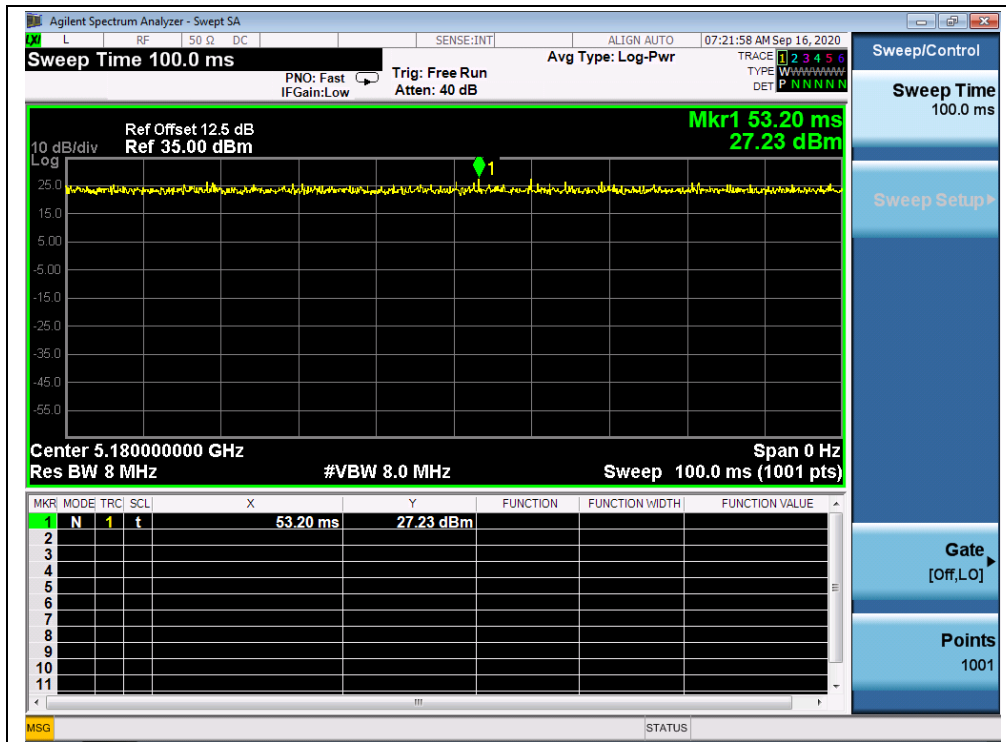 Agilent Spectrum Analyzer - Swept SA
LXI L RF 50 Ω DC SENSE:INT ALIGN AUTO 07:21:58 AM Sep 16, 2020
Sweep Time 100.0 ms
PNO: Fast
IFGain:Low
Trig: Free Run
Atten: 40 dB
Avg Type: Log-Pwr
TRACE 1 2 3 4 5 6
TYPE WWWWWW
DET P N N N N N
Ref Offset 12.5 dB
10 dB/div Ref 35.00 dBm
Log
Mkr1 53.20 ms
27.23 dBm
1
25.0
15.0
5.00
-5.00
-15.0
-25.0
-35.0
-45.0
-55.0
Center 5.180000000 GHz Span 0 Hz
Res BW 8 MHz #VBW 8.0 MHz Sweep 100.0 ms (1001 pts)
MKR MODE TRC SCL X Y FUNCTION FUNCTION WIDTH FUNCTION VALUE
1 N 1 t 53.20 ms 27.23 dBm
2
3
4
5
6
7
8
9
10
11
MSG STATUS
Sweep/Control
Sweep Time
100.0 ms
Sweep Setup
Gate
[Off,LO]
Points
1001